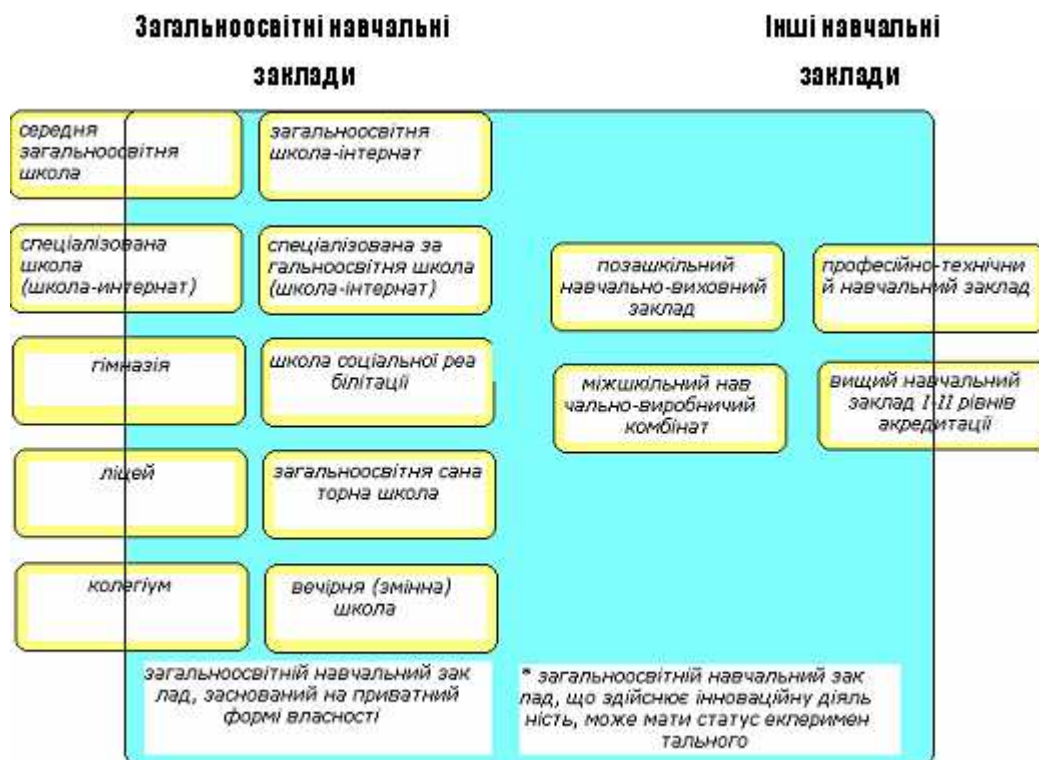 Загальноосвітні навчальні
заклади
Інші навчальні
заклади
середня
загальноосвітня
школа
загальноосвітня
школа-інтернат
спеціалізована
школа
(школа-интернат)
спеціалізована за
гальноосвітня школа
(школа-інтернат)
гімназія
школа соціальної реа
білітації
ліцей
загальноосвітня сана
торна школа
колегіум
вечірня (змінна)
школа
позашкільний
навчально-виховний
заклад
професійно-технічни
й навчальний заклад
міжшкільний нав
чально-виробничий
комбінат
вищий навчальний
заклад I-II рівнів
акредитації
загальноосвітній навчальний зак
лад, заснований на приватний
формі власності
* загальноосвітній навчальний зак
лад, що здійснює інноваційну діяль
ність, може мати статус екперимен
тального